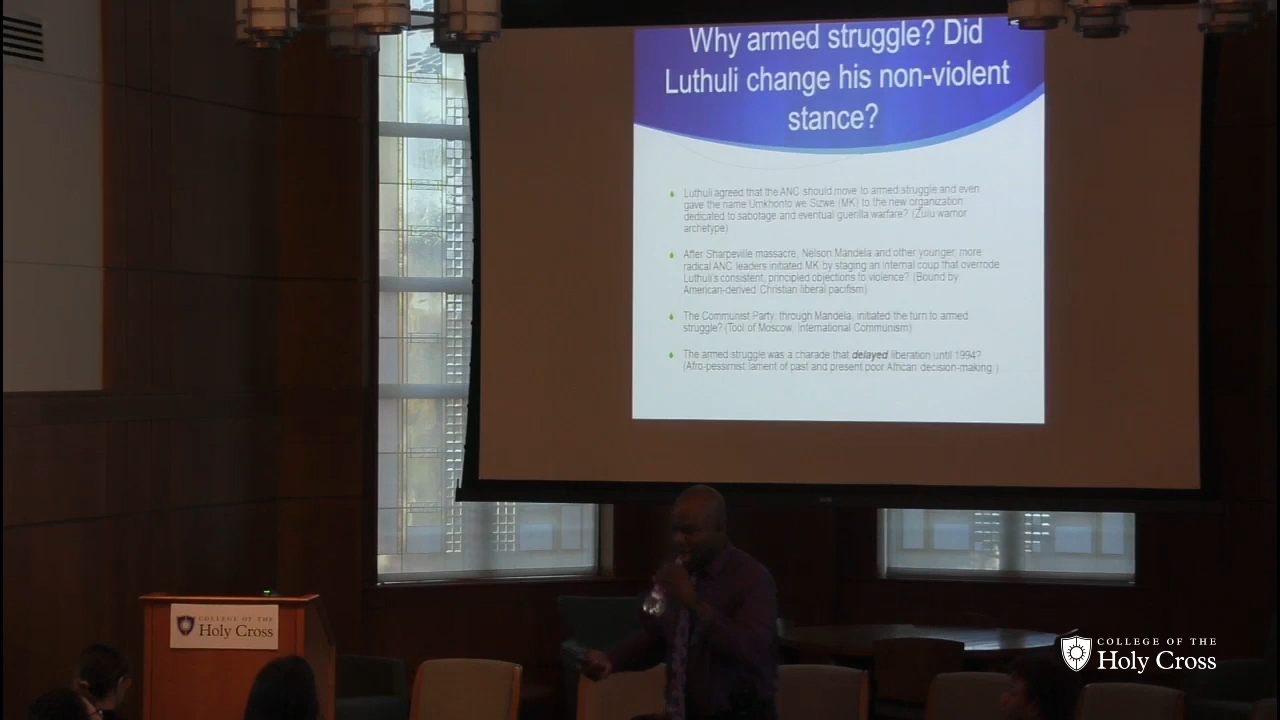 Why armed struggle? Did
Luthuli change his non-violent
stance?
Luthuli agreed that the ANC should move to armed struggle and even
gave the name Umkhonto we Sizwe (MK) to the new organization
dedicated to sabotage and eventual guerilla warfare? (Zulu warrior
archetype)
After Sharpeville massacre, Nelson Mandela and other younger, more
radical ANC leaders initiated MK by staging an internal coup that overrode
Luthuli's consistent, principled objections to violence? (Bound by
American-derived Christian liberal pacifism)
The Communist Party, through Mandela, initiated the turn to armed
struggle? (Tool of Moscow, International Communism)
The armed struggle was a charade that delayed liberation until 1994?
(Afro-pessimist lament of past and present poor African decision-making )
COLLEGE OF THE
Holy Cross
COLLEGE OF THE
Holy Cross